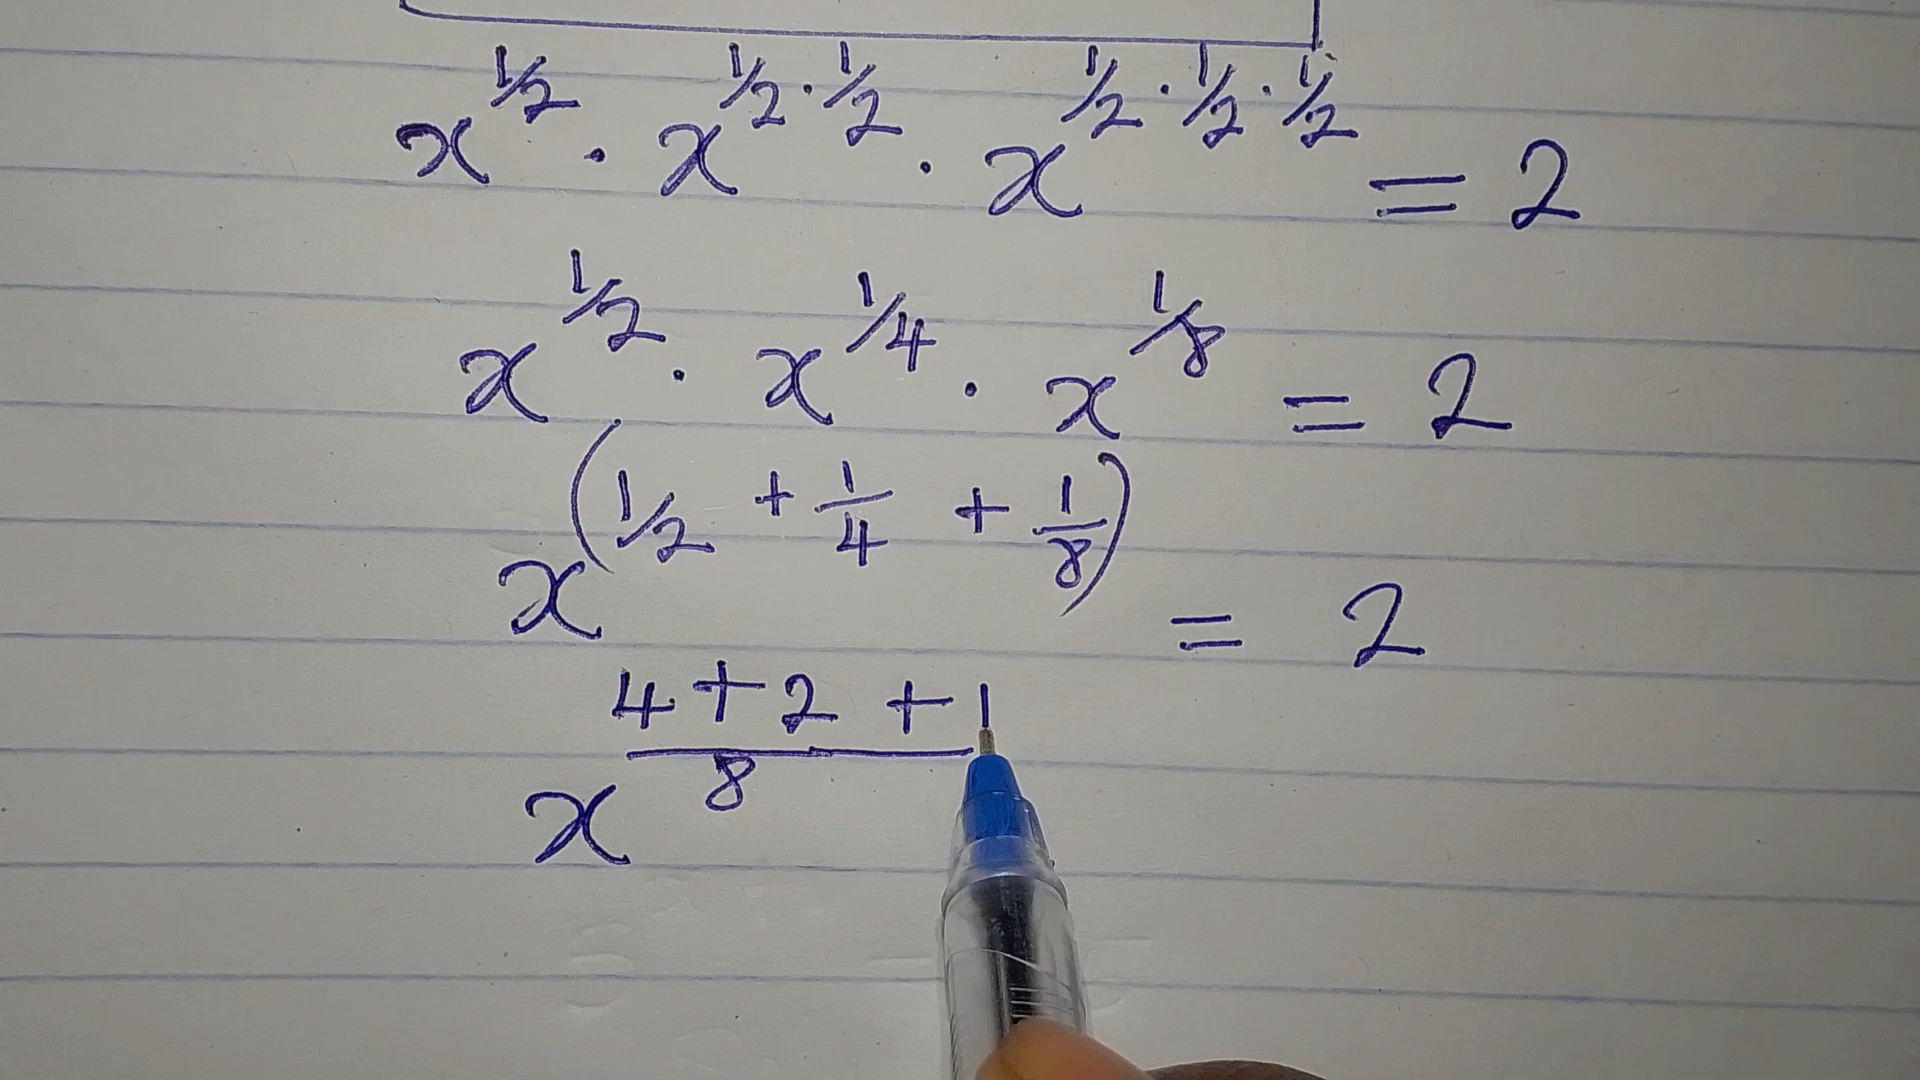 x^{1/2} · x^{1/2 · 1/2} · x^{1/2 · 1/2 · 1/2} = 2
x^{1/2} · x^{1/4} · x^{1/8} = 2
x^{(1/2 + 1/4 + 1/8)} = 2
x^{\frac{4+2+1}{8}}